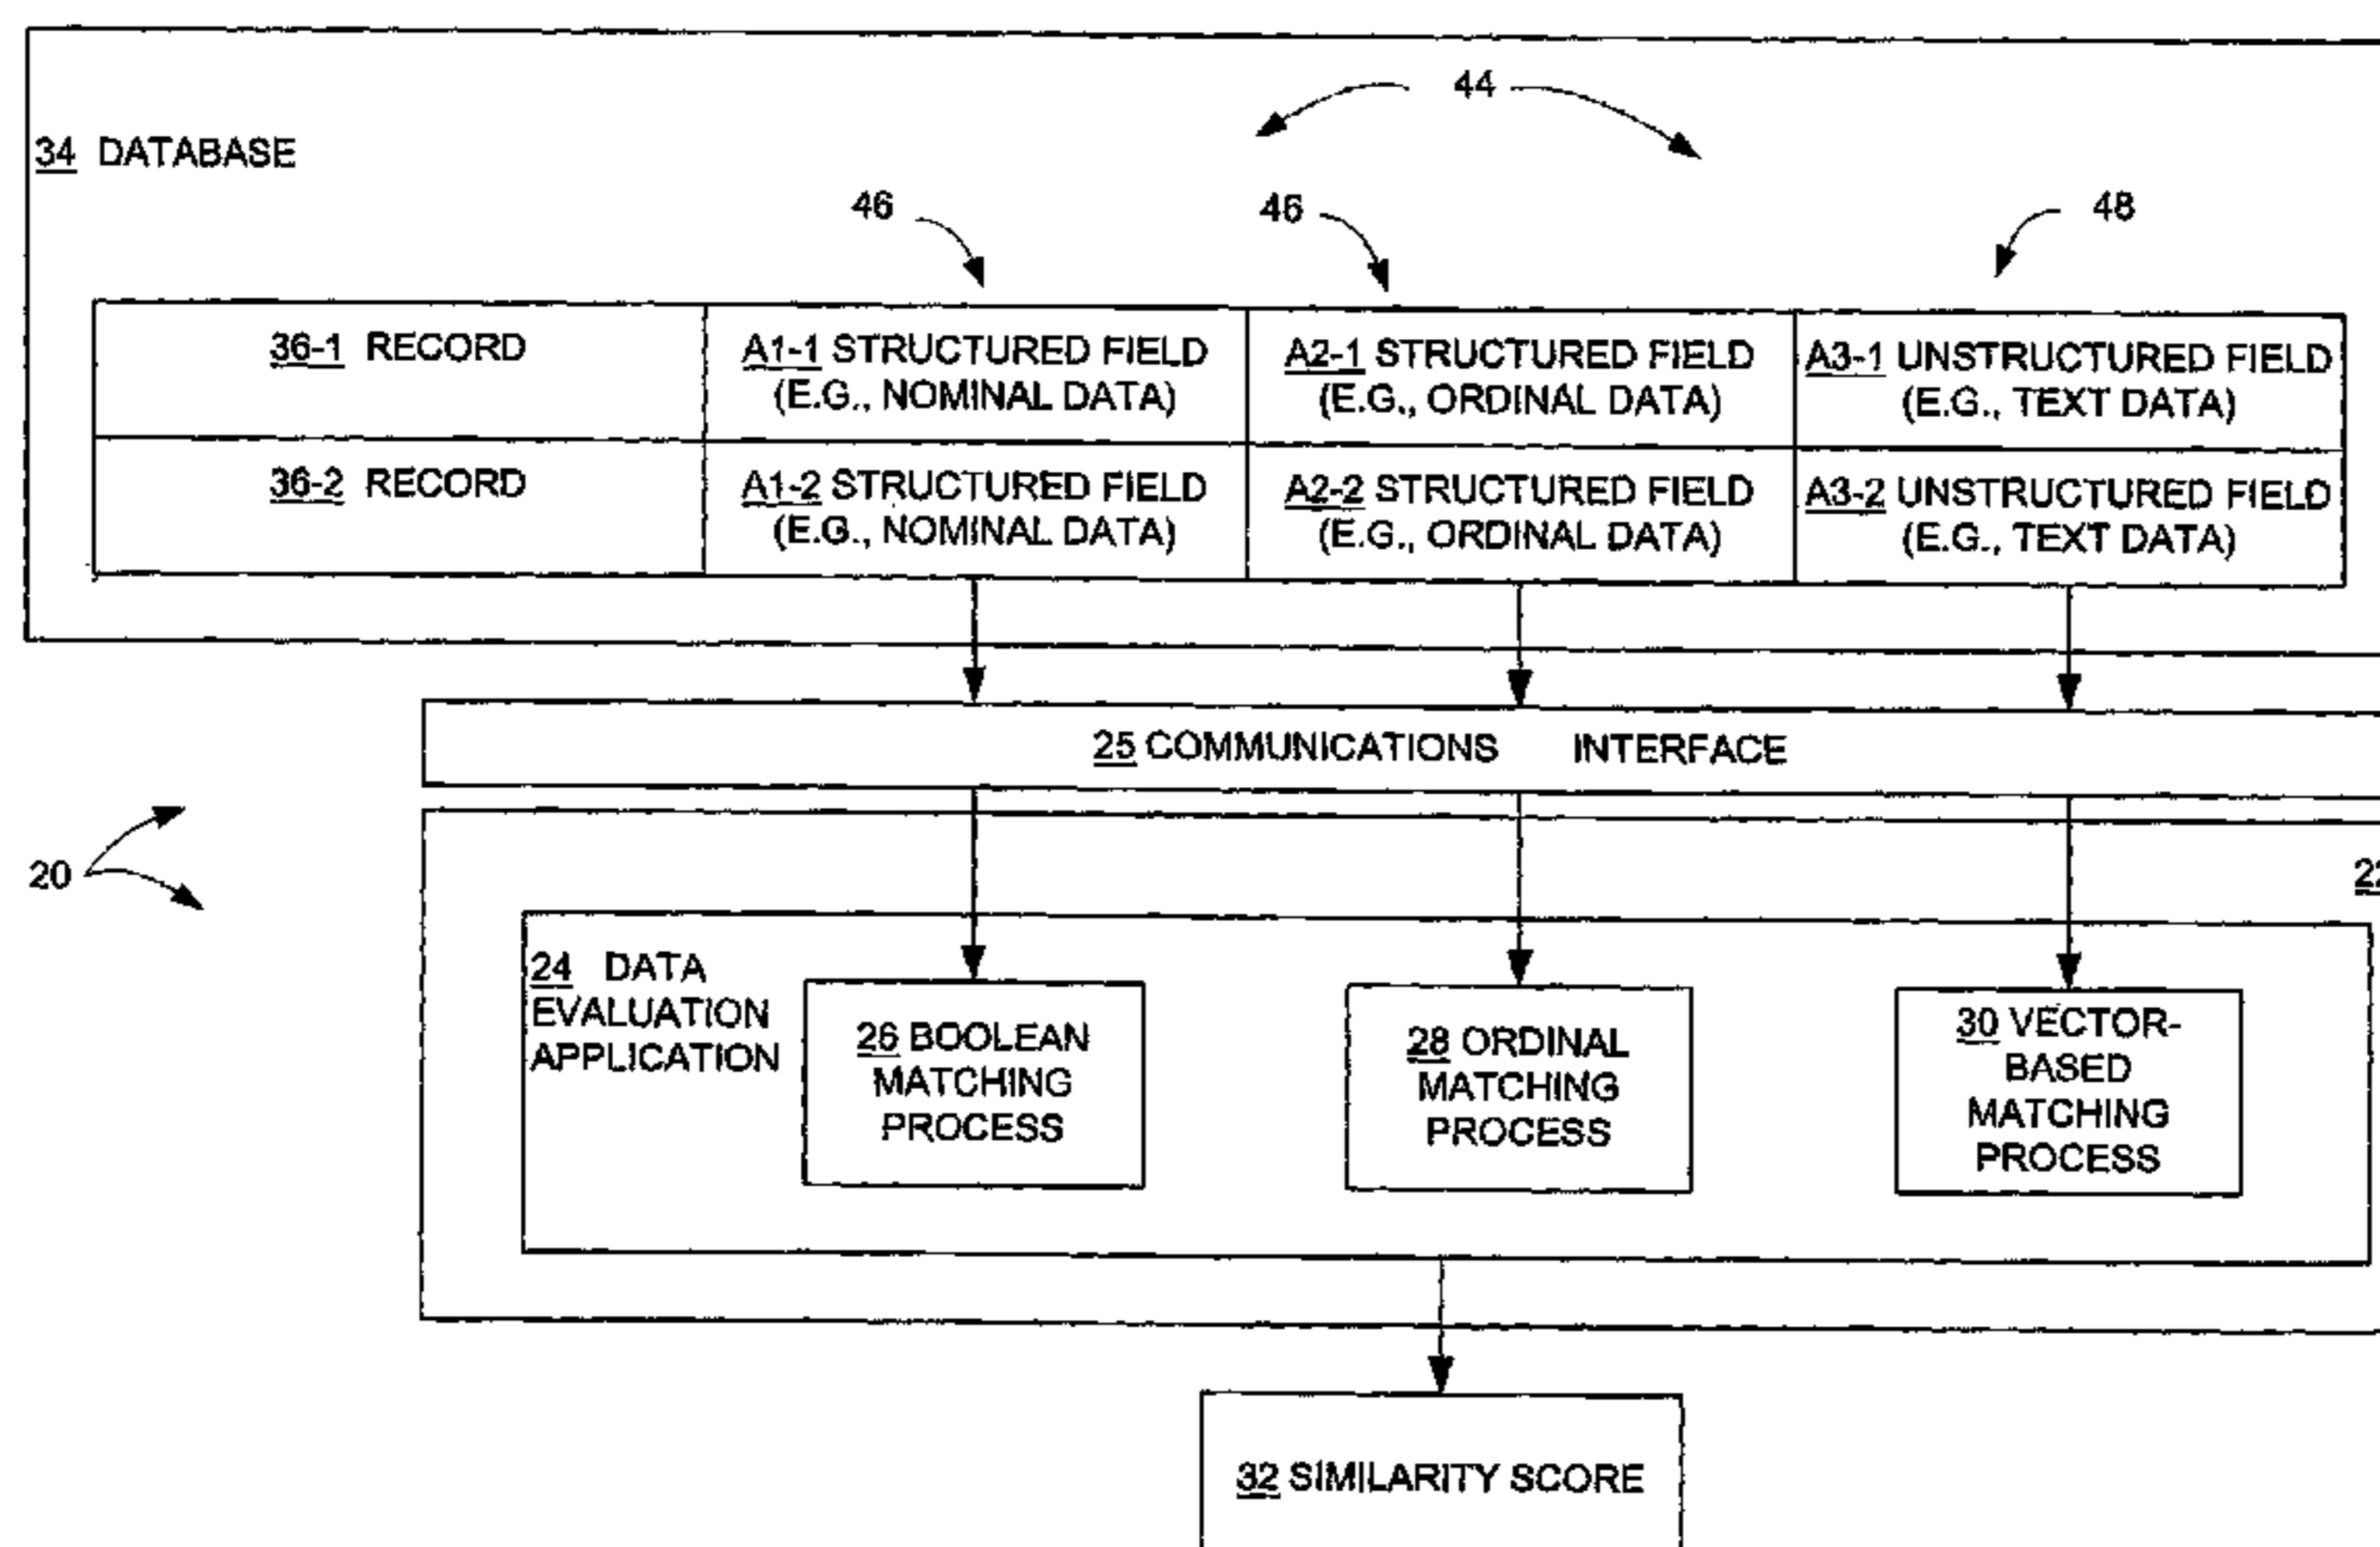 44
34 DATABASE
46
46
48
36-1 RECORD
A1-1 STRUCTURED FIELD
(E.G., NOMINAL DATA)
A2-1 STRUCTURED FIELD
(E.G., ORDINAL DATA)
A3-1 UNSTRUCTURED FIELD
(E.G., TEXT DATA)
36-2 RECORD
A1-2 STRUCTURED FIELD
(E.G., NOMINAL DATA)
A2-2 STRUCTURED FIELD
(E.G., ORDINAL DATA)
A3-2 UNSTRUCTURED FIELD
(E.G., TEXT DATA)
25 COMMUNICATIONS INTERFACE
20
22
24 DATA
EVALUATION
APPLICATION
26 BOOLEAN
MATCHING
PROCESS
28 ORDINAL
MATCHING
PROCESS
30 VECTOR-
BASED
MATCHING
PROCESS
32 SIMILARITY SCORE